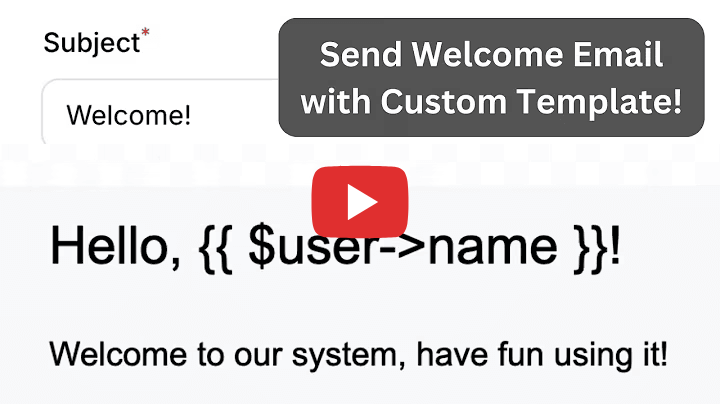 Subject*
Send Welcome Email
with Custom Template!
Welcome!
Hello, {{ $user->name }}!
Welcome to our system, have fun using it!